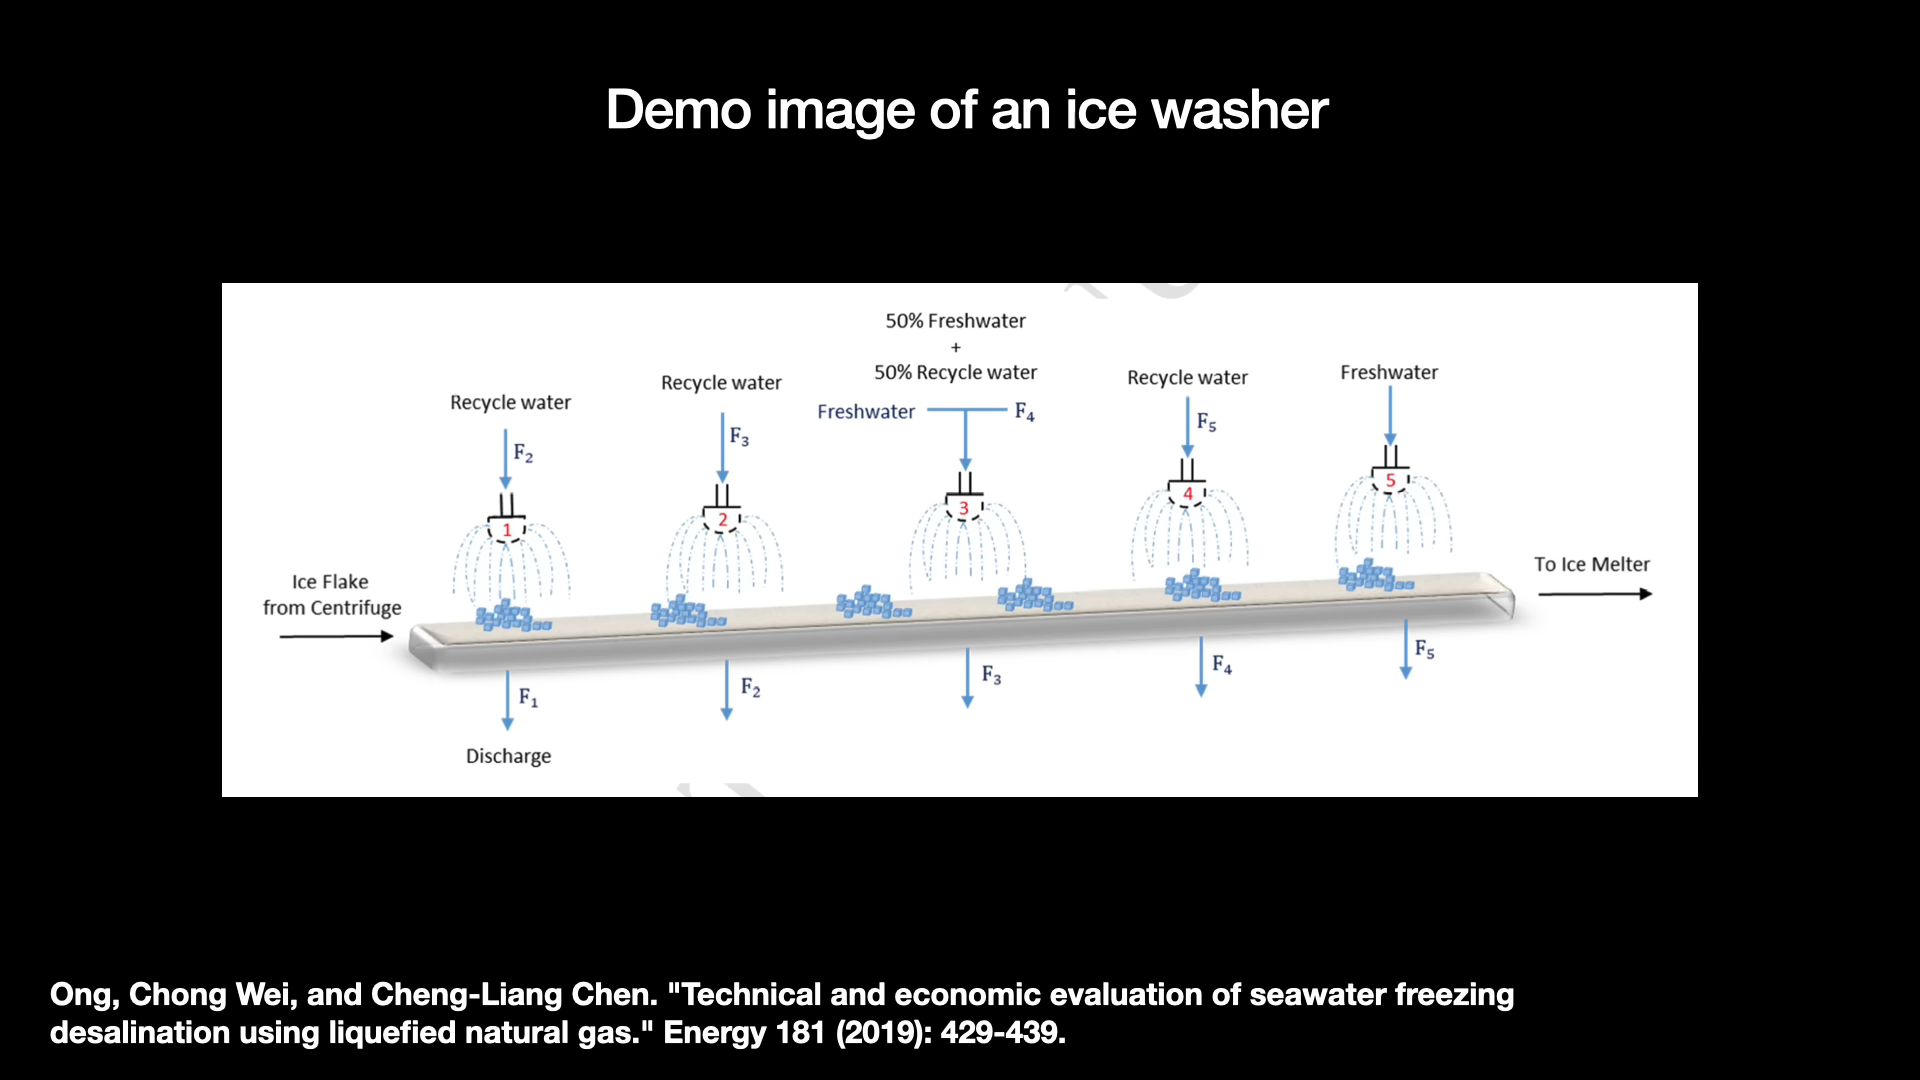 Demo image of an ice washer
50% Freshwater
+
50% Recycle water
Recycle water
Recycle water
Recycle water
Freshwater
Freshwater
F₄
F₂
F₃
F₅
1
2
3
4
5
Ice Flake
from Centrifuge
To Ice Melter
F₁
F₂
F₃
F₄
F₅
Discharge
Ong, Chong Wei, and Cheng-Liang Chen. "Technical and economic evaluation of seawater freezing
desalination using liquefied natural gas." Energy 181 (2019): 429-439.